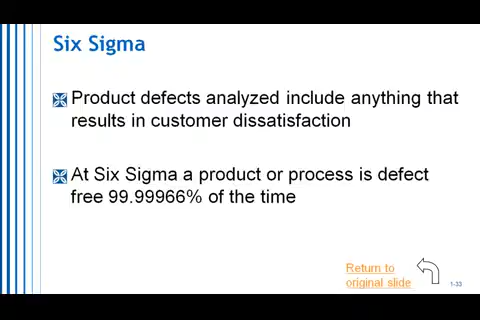 Six Sigma
Product defects analyzed include anything that
results in customer dissatisfaction
At Six Sigma a product or process is defect
free 99.99966% of the time
Return to
original slide
1-33